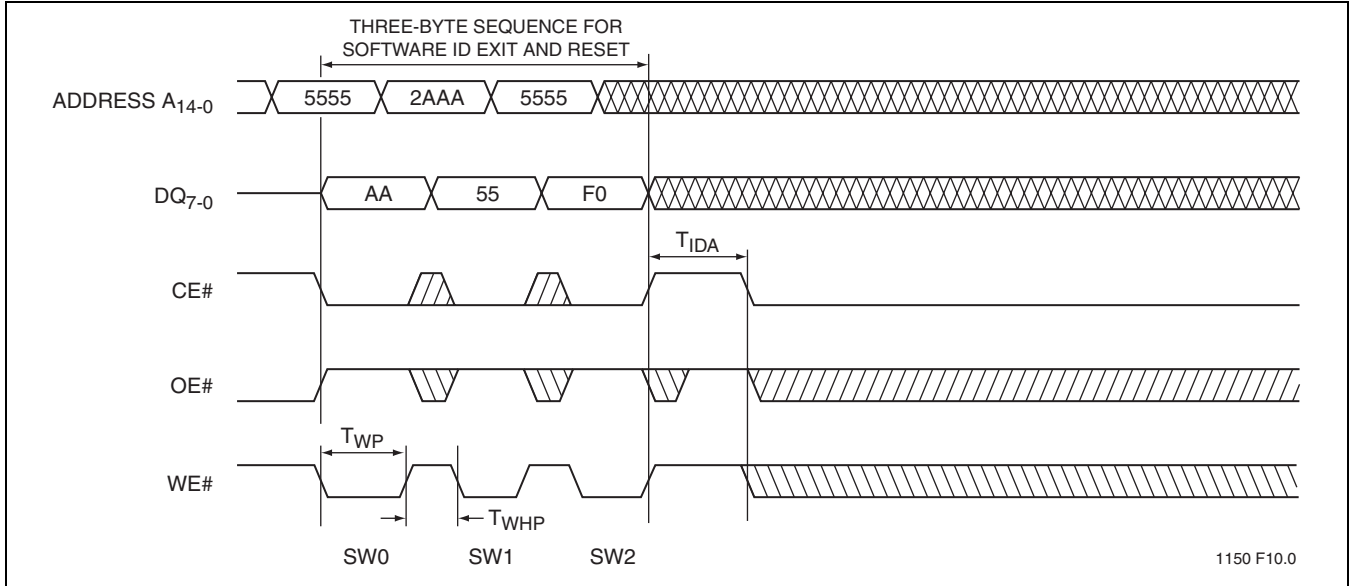 THREE-BYTE SEQUENCE FOR
SOFTWARE ID EXIT AND RESET
ADDRESS A14-0
5555
2AAA
5555
DQ7-0
AA
55
F0
TIDA
CE#
OE#
TWP
WE#
TWHP
SW0
SW1
SW2
1150 F10.0